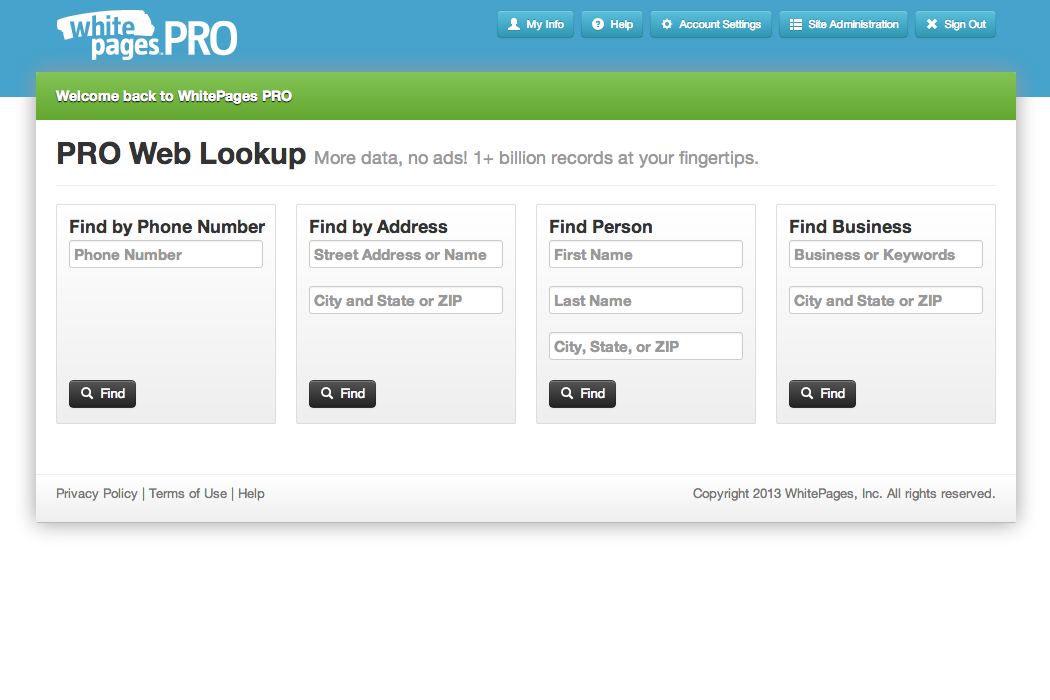 white
pages.PRO
My Info Help Account Settings Site Administration Sign Out
Welcome back to WhitePages PRO
PRO Web Lookup More data, no ads! 1+ billion records at your fingertips.
Find by Phone Number
Phone Number
Find
Find by Address
Street Address or Name
City and State or ZIP
Find
Find Person
First Name
Last Name
City, State, or ZIP
Find
Find Business
Business or Keywords
City and State or ZIP
Find
Privacy Policy | Terms of Use | Help
Copyright 2013 WhitePages, Inc. All rights reserved.